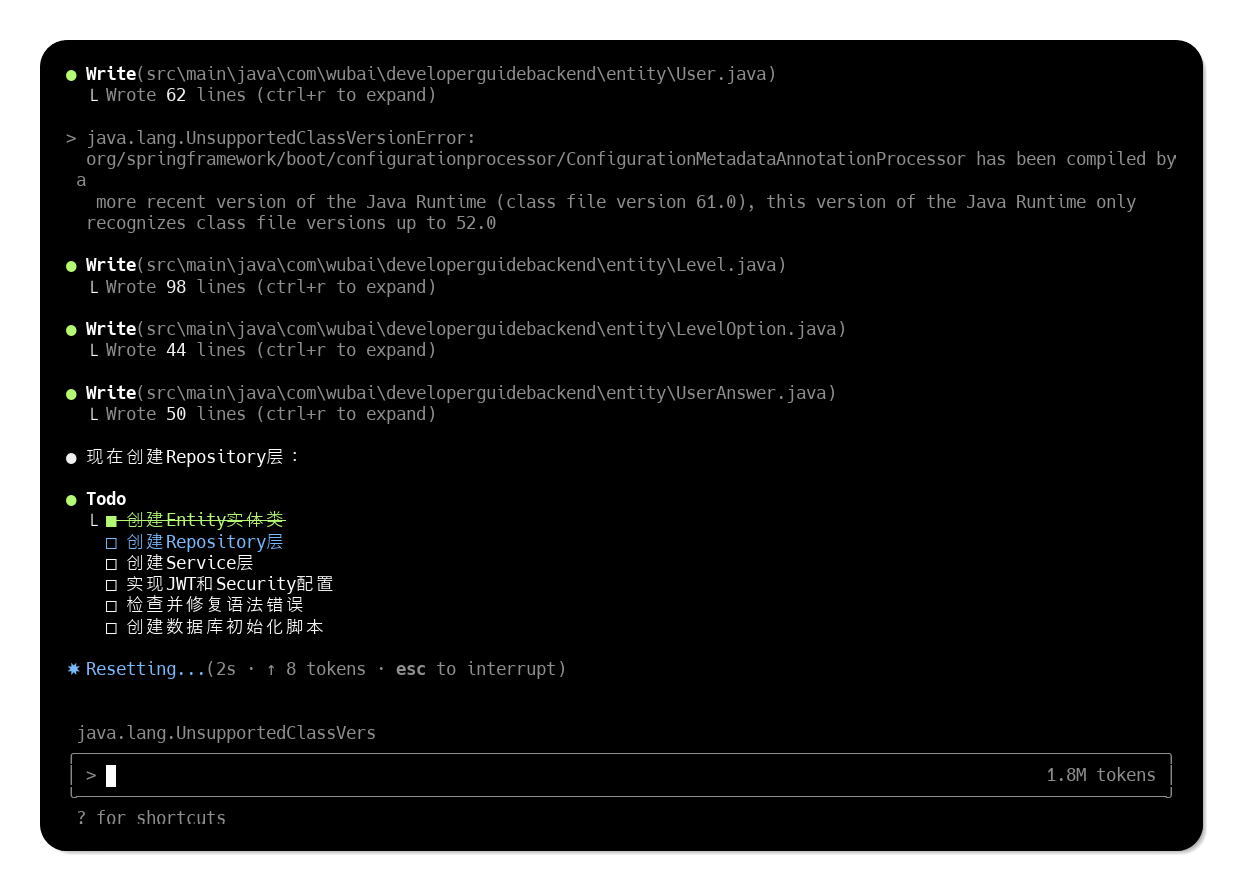 ● Write(src\main\java\com\wubai\developerguidebackend\entity\User.java)
└ Wrote 62 lines (ctrl+r to expand)
> java.lang.UnsupportedClassVersionError:
org/springframework/boot/configurationprocessor/ConfigurationMetadataAnnotationProcessor has been compiled by
a
more recent version of the Java Runtime (class file version 61.0), this version of the Java Runtime only
recognizes class file versions up to 52.0
● Write(src\main\java\com\wubai\developerguidebackend\entity\Level.java)
└ Wrote 98 lines (ctrl+r to expand)
● Write(src\main\java\com\wubai\developerguidebackend\entity\LevelOption.java)
└ Wrote 44 lines (ctrl+r to expand)
● Write(src\main\java\com\wubai\developerguidebackend\entity\UserAnswer.java)
└ Wrote 50 lines (ctrl+r to expand)
● 现在创建Repository层：
● Todo
└ ■ 创建Entity实体类
□ 创建Repository层
□ 创建Service层
□ 实现JWT和Security配置
□ 检查并修复语法错误
□ 创建数据库初始化脚本
✸ Resetting...(2s · ↑ 8 tokens · esc to interrupt)
java.lang.UnsupportedClassVers
> 1.8M tokens
? for shortcuts